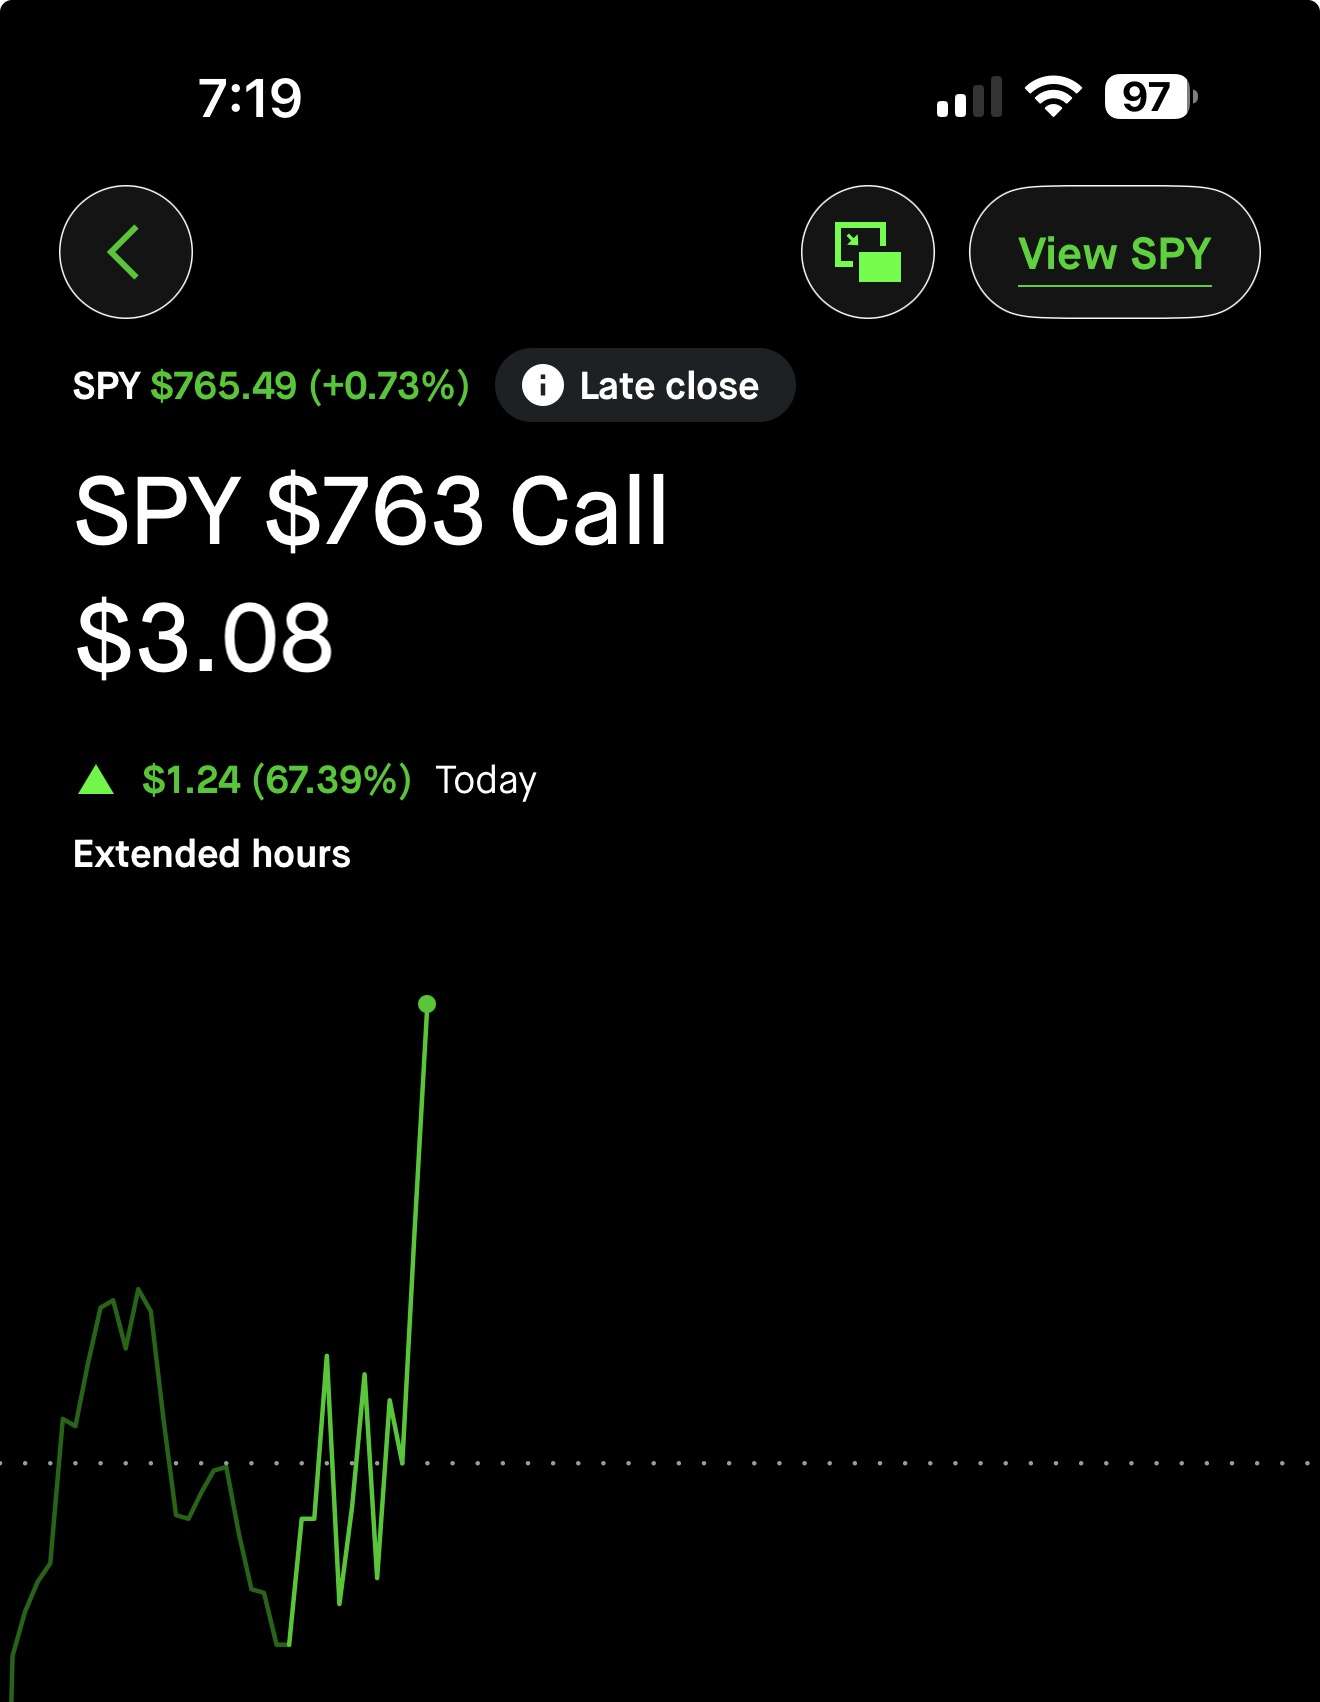 7:19
97
View SPY
SPY $765.49 (+0.73%) Late close
SPY $763 Call
$3.08
$1.24 (67.39%) Today
Extended hours